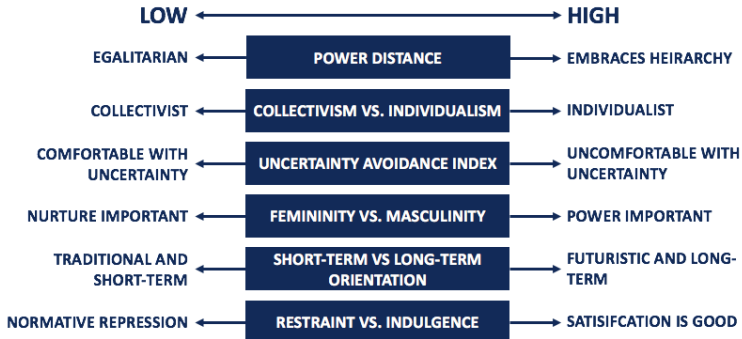 LOW HIGH
EGALITARIAN POWER DISTANCE EMBRACES HEIRARCHY
COLLECTIVIST COLLECTIVISM VS. INDIVIDUALISM INDIVIDUALIST
COMFORTABLE WITH
UNCERTAINTY
UNCERTAINTY AVOIDANCE INDEX
UNCOMFORTABLE WITH
UNCERTAINTY
NURTURE IMPORTANT FEMININITY VS. MASCULINITY POWER IMPORTANT
TRADITIONAL AND
SHORT-TERM
SHORT-TERM VS LONG-TERM
ORIENTATION
FUTURISTIC AND LONG-
TERM
NORMATIVE REPRESSION RESTRAINT VS. INDULGENCE SATISIFCATION IS GOOD